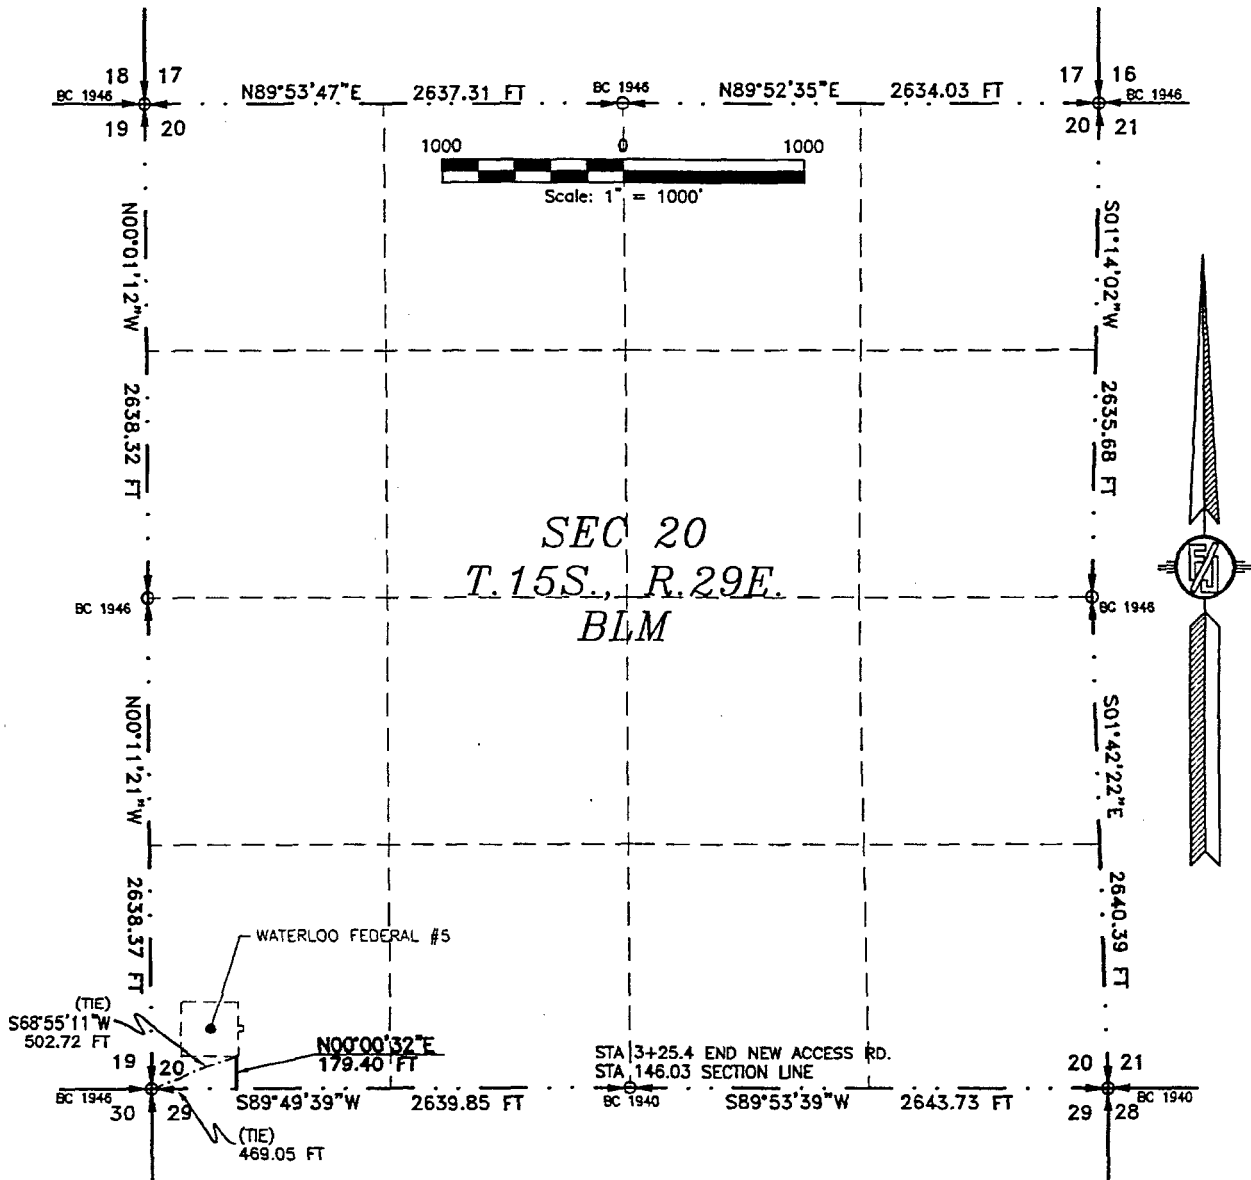 18 17
17 16
BC 1946
N89°53'47"E 2637.31 FT
BC 1946
N89°52'35"E 2634.03 FT
BC 1946
19 20
20 21
1000 0 1000
Scale: 1" = 1000'
N00°01'12"W
2638.32 FT
S01°14'02"W
2635.68 FT
SEC 20
T.15S., R.29E.
BLM
BC 1946
BC 1946
N00°11'21"W
2638.37 FT
S01°42'22"E
2640.39 FT
WATERLOO FEDERAL #5
(TIE)
S68°55'11"W
502.72 FT
N00°00'32"E
179.40 FT
STA 3+25.4 END NEW ACCESS RD.
STA 146.03 SECTION LINE
19 20
20 21
BC 1946
S89°49'39"W 2639.85 FT
BC 1940
S89°53'39"W 2643.73 FT
BC 1940
30 29
29 28
(TIE)
469.05 FT